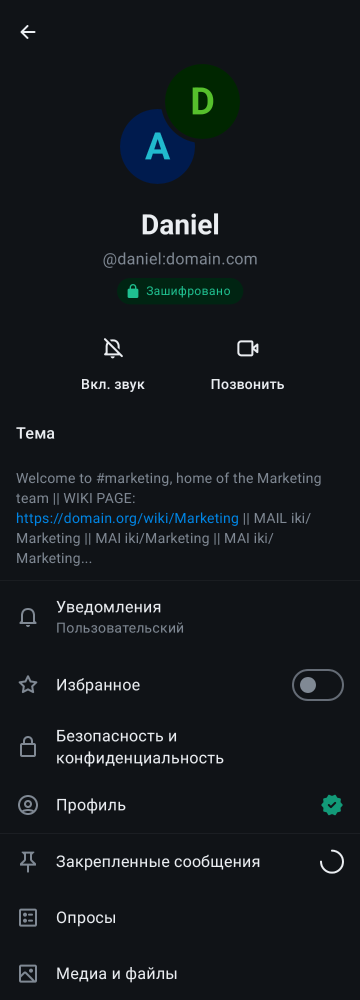 D
A
Daniel
@daniel:domain.com
Зашифровано
Вкл. звук
Позвонить
Тема
Welcome to #marketing, home of the Marketing
team || WIKI PAGE:
https://domain.org/wiki/Marketing || MAIL iki/
Marketing || MAI iki/Marketing || MAI iki/
Marketing...
Уведомления
Пользовательский
Избранное
Безопасность и
конфиденциальность
Профиль
Закрепленные сообщения
Опросы
Медиа и файлы